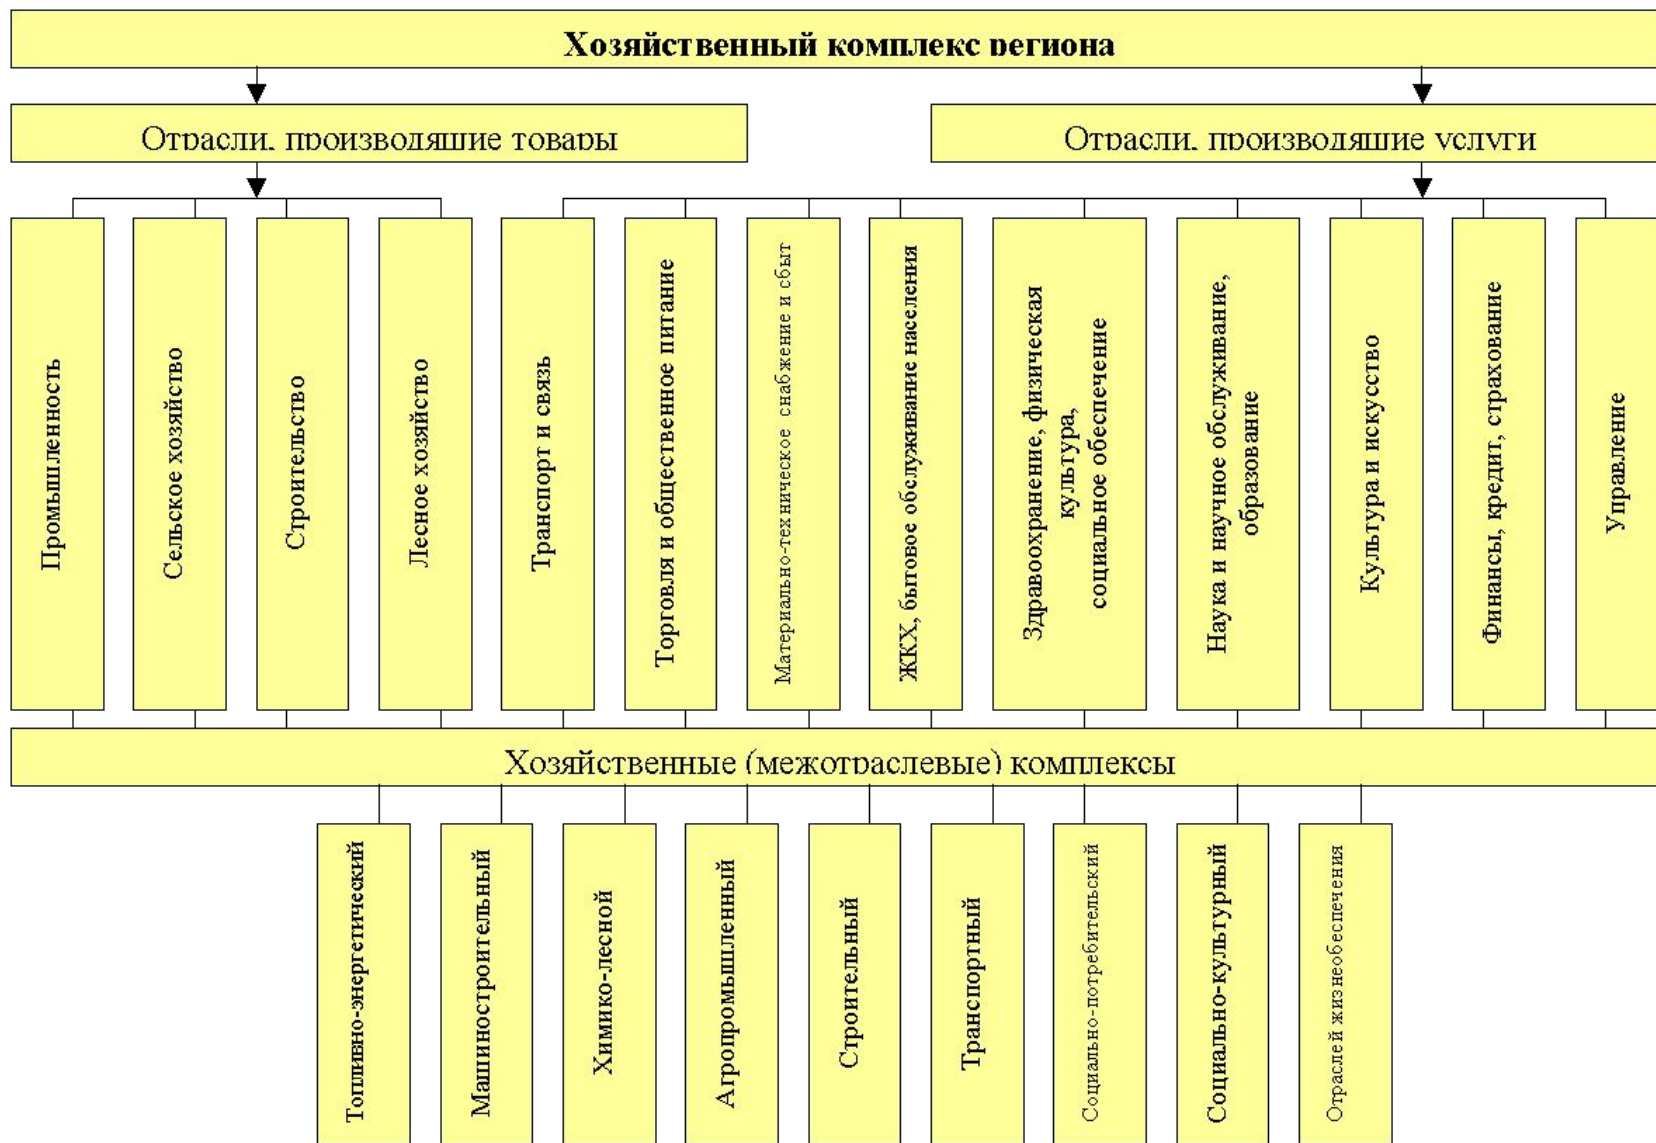 Хозяйственный комплекс региона
Отрасли, производящие товары
Отрасли, производящие услуги
Промышленность
Сельское хозяйство
Строительство
Лесное хозяйство
Транспорт и связь
Торговля и общественное питание
Материально-техническое снабжение и сбыт
ЖКХ, бытовое обслуживание населения
Здравоохранение, физическая
культура,
социальное обеспечение
Наука и научное обслуживание,
образование
Культура и искусство
Финансы, кредит, страхование
Управление
Хозяйственные (межотраслевые) комплексы
Топливно-энергетический
Машиностроительный
Химико-лесной
Агропромышленный
Строительный
Транспортный
Социально-потребительский
Социально-культурный
Отраслей жизнеобеспечения